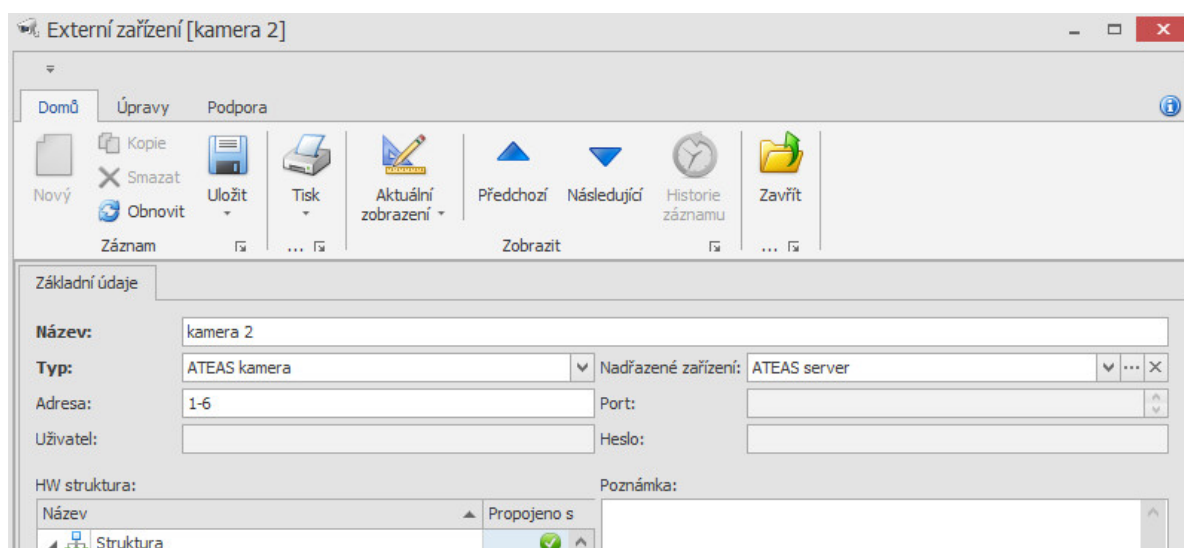 Externí zařízení [kamera 2]
Domů Úpravy Podpora
Nový
Kopie
Smazat
Obnovit
Uložit
Tisk
Aktuální
zobrazení
Předchozí
Následující
Historie
záznamu
Zavřít
Záznam ... Zobrazit ...
Základní údaje
Název: kamera 2
Typ: ATEAS kamera Nadřazené zařízení: ATEAS server
Adresa: 1-6 Port:
Uživatel: Heslo:
HW struktura: Poznámka:
Název Propojeno s
Struktura